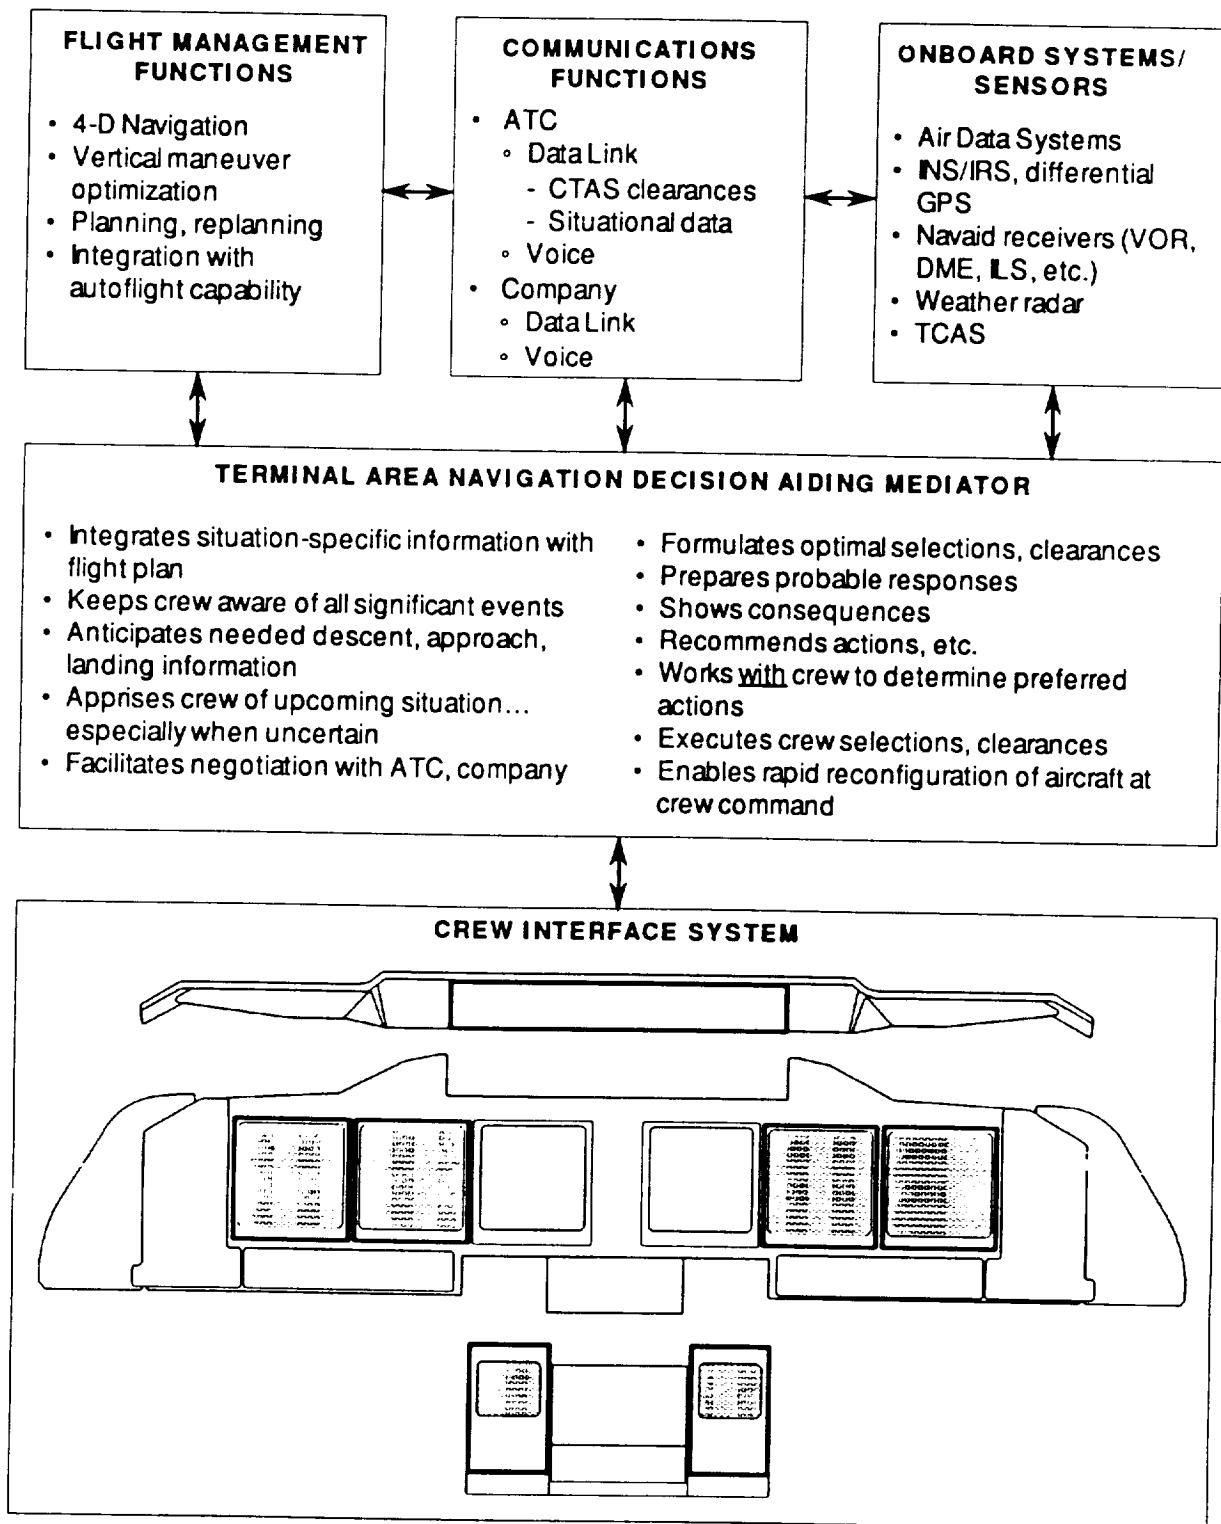 FLIGHT MANAGEMENT
FUNCTIONS
• 4-D Navigation
• Vertical maneuver
optimization
• Planning, replanning
• Integration with
autoflight capability
COMMUNICATIONS
FUNCTIONS
• ATC
◦ Data Link
- CTAS clearances
- Situational data
◦ Voice
• Company
◦ Data Link
◦ Voice
ONBOARD SYSTEMS/
SENSORS
• Air Data Systems
• INS/IRS, differential
GPS
• Navaid receivers (VOR,
DME, ILS, etc.)
• Weather radar
• TCAS
TERMINAL AREA NAVIGATION DECISION AIDING MEDIATOR
• Integrates situation-specific information with
flight plan
• Keeps crew aware of all significant events
• Anticipates needed descent, approach,
landing information
• Apprises crew of upcoming situation...
especially when uncertain
• Facilitates negotiation with ATC, company
• Formulates optimal selections, clearances
• Prepares probable responses
• Shows consequences
• Recommends actions, etc.
• Works with crew to determine preferred
actions
• Executes crew selections, clearances
• Enables rapid reconfiguration of aircraft at
crew command
CREW INTERFACE SYSTEM